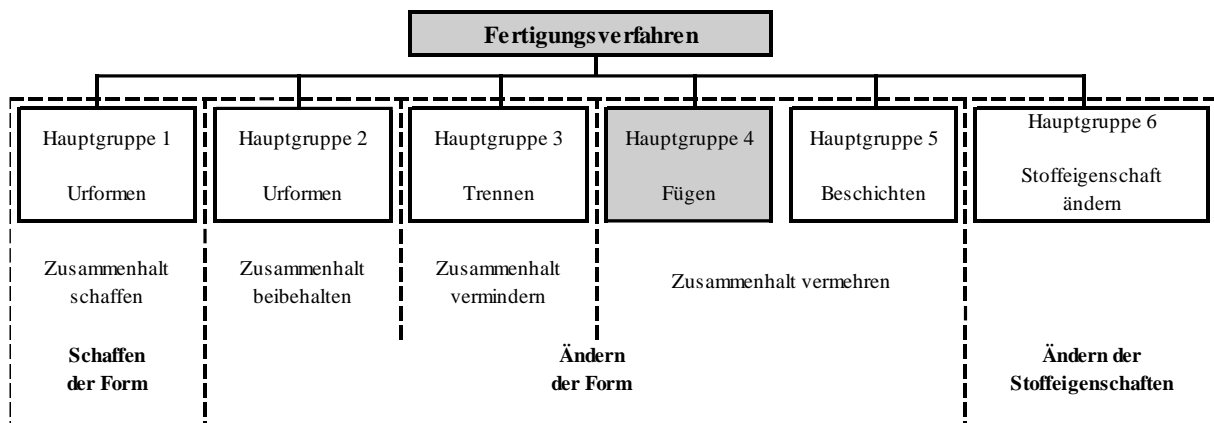 Fertigungsverfahren
Hauptgruppe 1
Urformen
Hauptgruppe 2
Urformen
Hauptgruppe 3
Trennen
Hauptgruppe 4
Fügen
Hauptgruppe 5
Beschichten
Hauptgruppe 6
Stoffeigenschaft
ändern
Zusammenhalt
schaffen
Zusammenhalt
beibehalten
Zusammenhalt
vermindern
Zusammenhalt vermehren
Schaffen
der Form
Ändern
der Form
Ändern der
Stoffeigenschaften